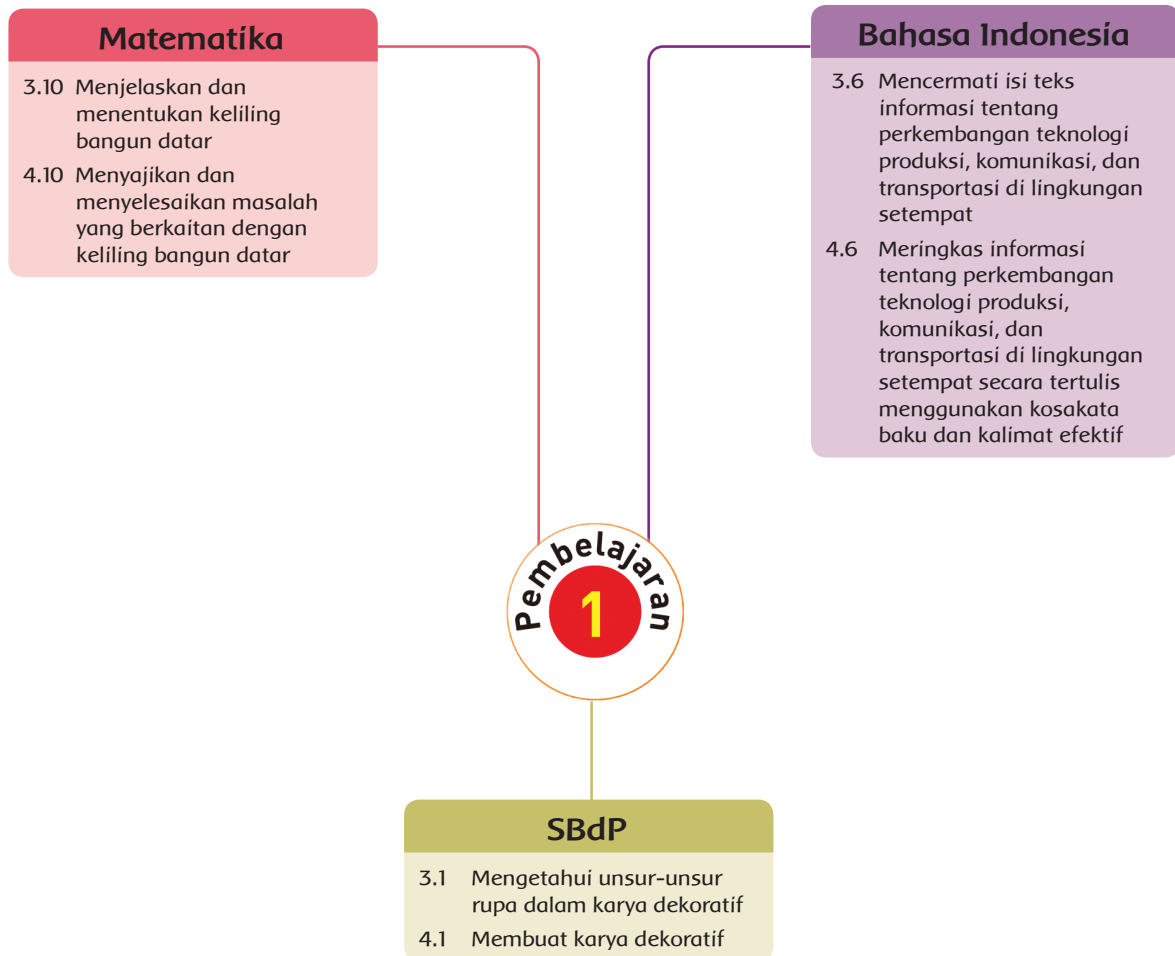 Matematika
3.10 Menjelaskan dan
menentukan keliling
bangun datar
4.10 Menyajikan dan
menyelesaikan masalah
yang berkaitan dengan
keliling bangun datar
Bahasa Indonesia
3.6 Mencermati isi teks
informasi tentang
perkembangan teknologi
produksi, komunikasi, dan
transportasi di lingkungan
setempat
4.6 Meringkas informasi
tentang perkembangan
teknologi produksi,
komunikasi, dan
transportasi di lingkungan
setempat secara tertulis
menggunakan kosakata
baku dan kalimat efektif
Pembelajaran
1
SBdP
3.1 Mengetahui unsur-unsur
rupa dalam karya dekoratif
4.1 Membuat karya dekoratif